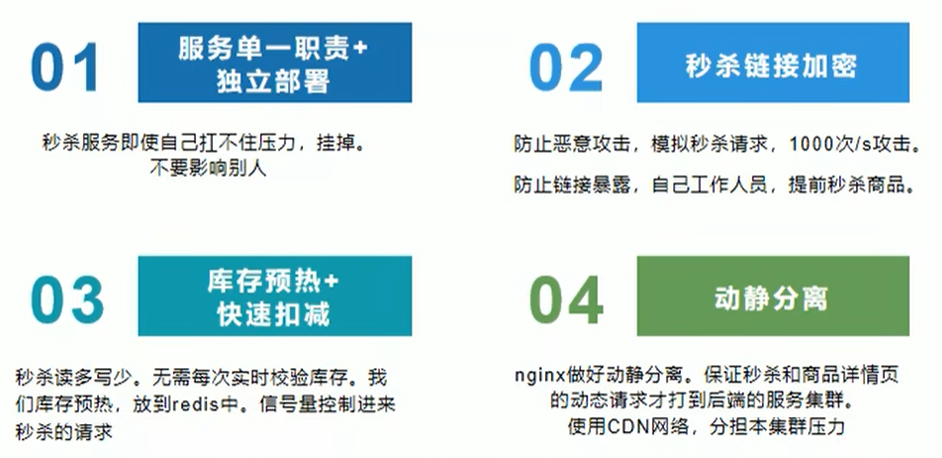 01
服务单一职责+
独立部署
秒杀服务即使自己扛不住压力，挂掉。
不要影响别人
02
秒杀链接加密
防止恶意攻击，模拟秒杀请求，1000次/s攻击。
防止链接暴露，自己工作人员，提前秒杀商品。
03
库存预热+
快速扣减
秒杀读多写少。无需每次实时校验库存。我
们库存预热，放到redis中。信号量控制进来
秒杀的请求
04
动静分离
nginx做好动静分离。保证秒杀和商品详情页
的动态请求才打到后端的服务集群。
使用CDN网络，分担本集群压力